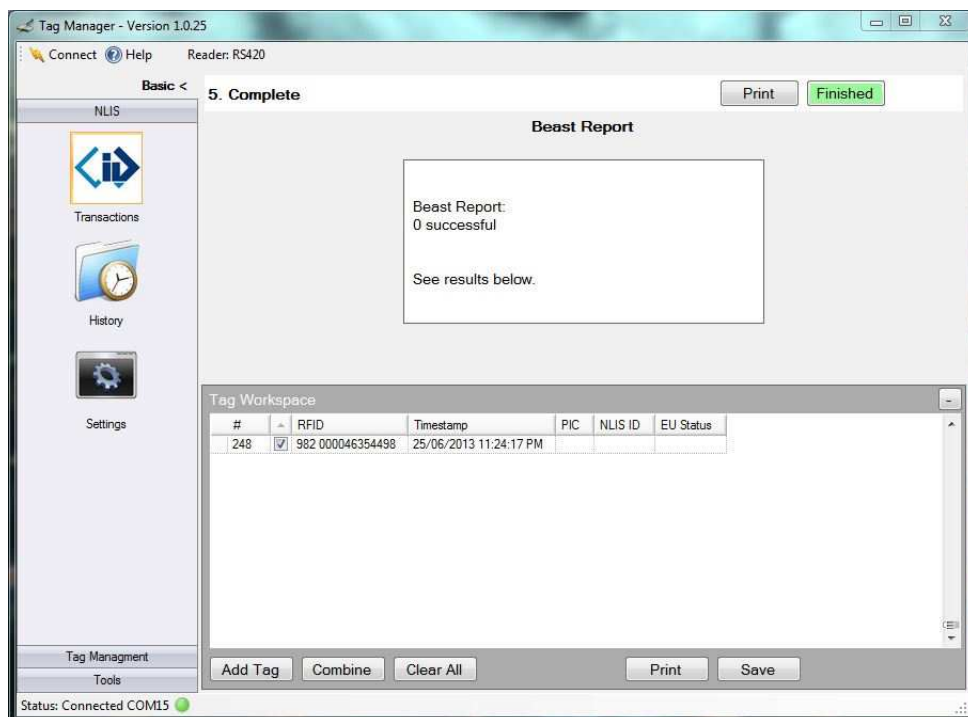 Tag Manager - Version 1.0.25
Connect Help Reader: RS420
Basic <
NLIS
Transactions
History
Settings
Tag Managment
Tools
5. Complete
Print Finished
Beast Report
Beast Report:
0 successful
See results below.
Tag Workspace
# RFID Timestamp PIC NLIS ID EU Status
248 982 000046354498 25/06/2013 11:24:17 PM
Add Tag Combine Clear All Print Save
Status: Connected COM15